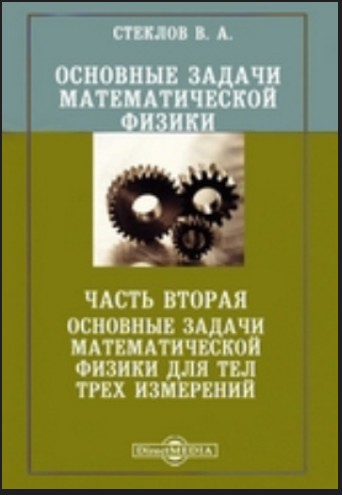 СТЕКЛОВ В. А.
ОСНОВНЫЕ ЗАДАЧИ
МАТЕМАТИЧЕСКОЙ
ФИЗИКИ
ЧАСТЬ ВТОРАЯ
ОСНОВНЫЕ ЗАДАЧИ
МАТЕМАТИЧЕСКОЙ
ФИЗИКИ ДЛЯ ТЕЛ
ТРЕХ ИЗМЕРЕНИЙ
DirectMEDIA